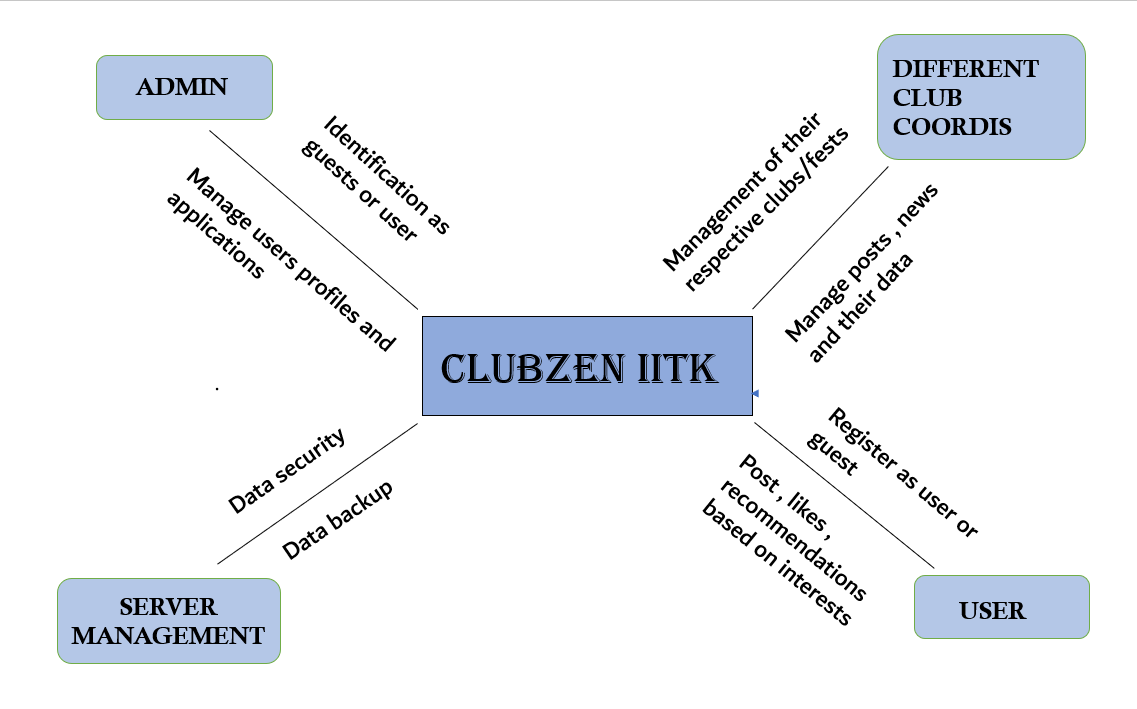 ADMIN
Identification as
guests or user
Manage users profiles and
applications
DIFFERENT
CLUB
COORDIS
Management of their
respective clubs/fests
Manage posts , news
and their data
CLUBZEN IITK
Data security
Data backup
SERVER
MANAGEMENT
Register as user or
guest
Post , likes ,
recommendations
based on interests
USER